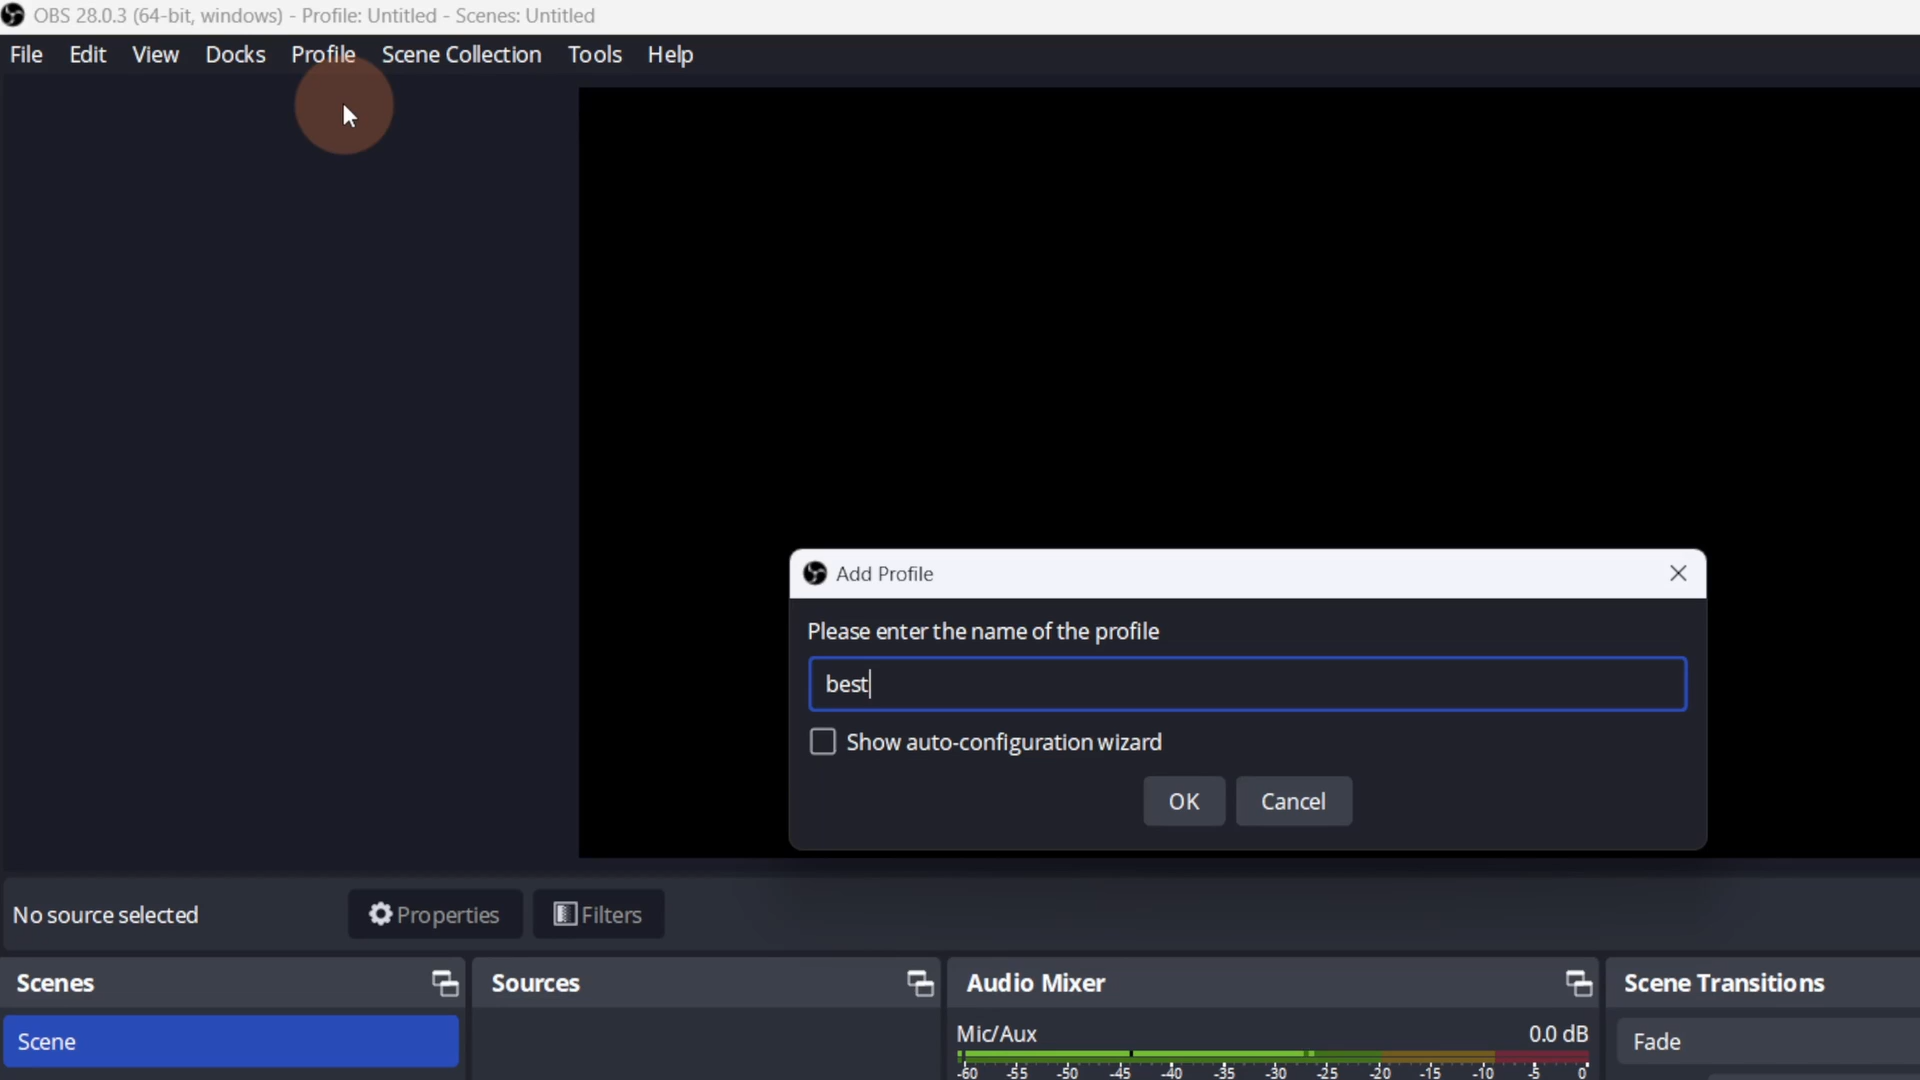 OBS 28.0.3 (64-bit, windows) - Profile: Untitled - Scenes: Untitled
File Edit View Docks Profile Scene Collection Tools Help
Add Profile
Please enter the name of the profile
best
Show auto-configuration wizard
OK Cancel
No source selected Properties Filters
Scenes Sources Audio Mixer Scene Transitions
Scene Mic/Aux 0.0 dB Fade
-60 -55 -50 -45 -40 -35 -30 -25 -20 -15 -10 -5 0